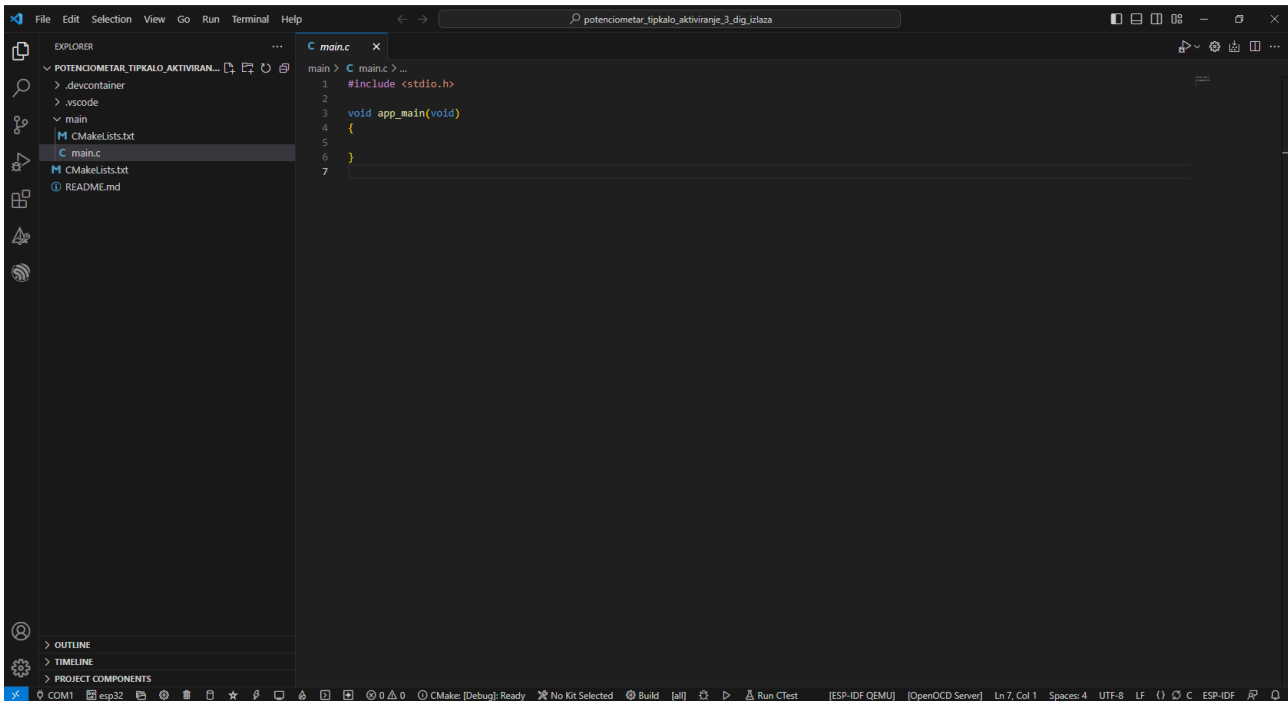 File Edit Selection View Go Run Terminal Help
potenciometar_tipkalo_aktiviranje_3_dig_izlaza
EXPLORER
POTENCIOMETAR_TIPKALO_AKTIVIRAN...
.devcontainer
.vscode
main
CMakeLists.txt
main.c
CMakeLists.txt
README.md
OUTLINE
TIMELINE
PROJECT COMPONENTS
main.c
main > C main.c > ...
1 #include <stdio.h>
2
3 void app_main(void)
4 {
5
6 }
7
COM1 esp32 0 0 CMake: [Debug]: Ready No Kit Selected Build [all] Run CTest [ESP-IDF QEMU] [OpenOCD Server] Ln 7, Col 1 Spaces: 4 UTF-8 LF {} C ESP-IDF